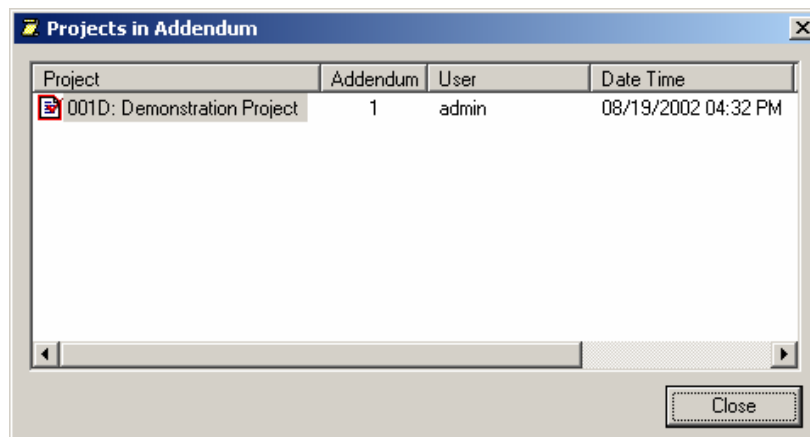 Projects in Addendum
Project Addendum User Date Time
001D: Demonstration Project 1 admin 08/19/2002 04:32 PM
Close